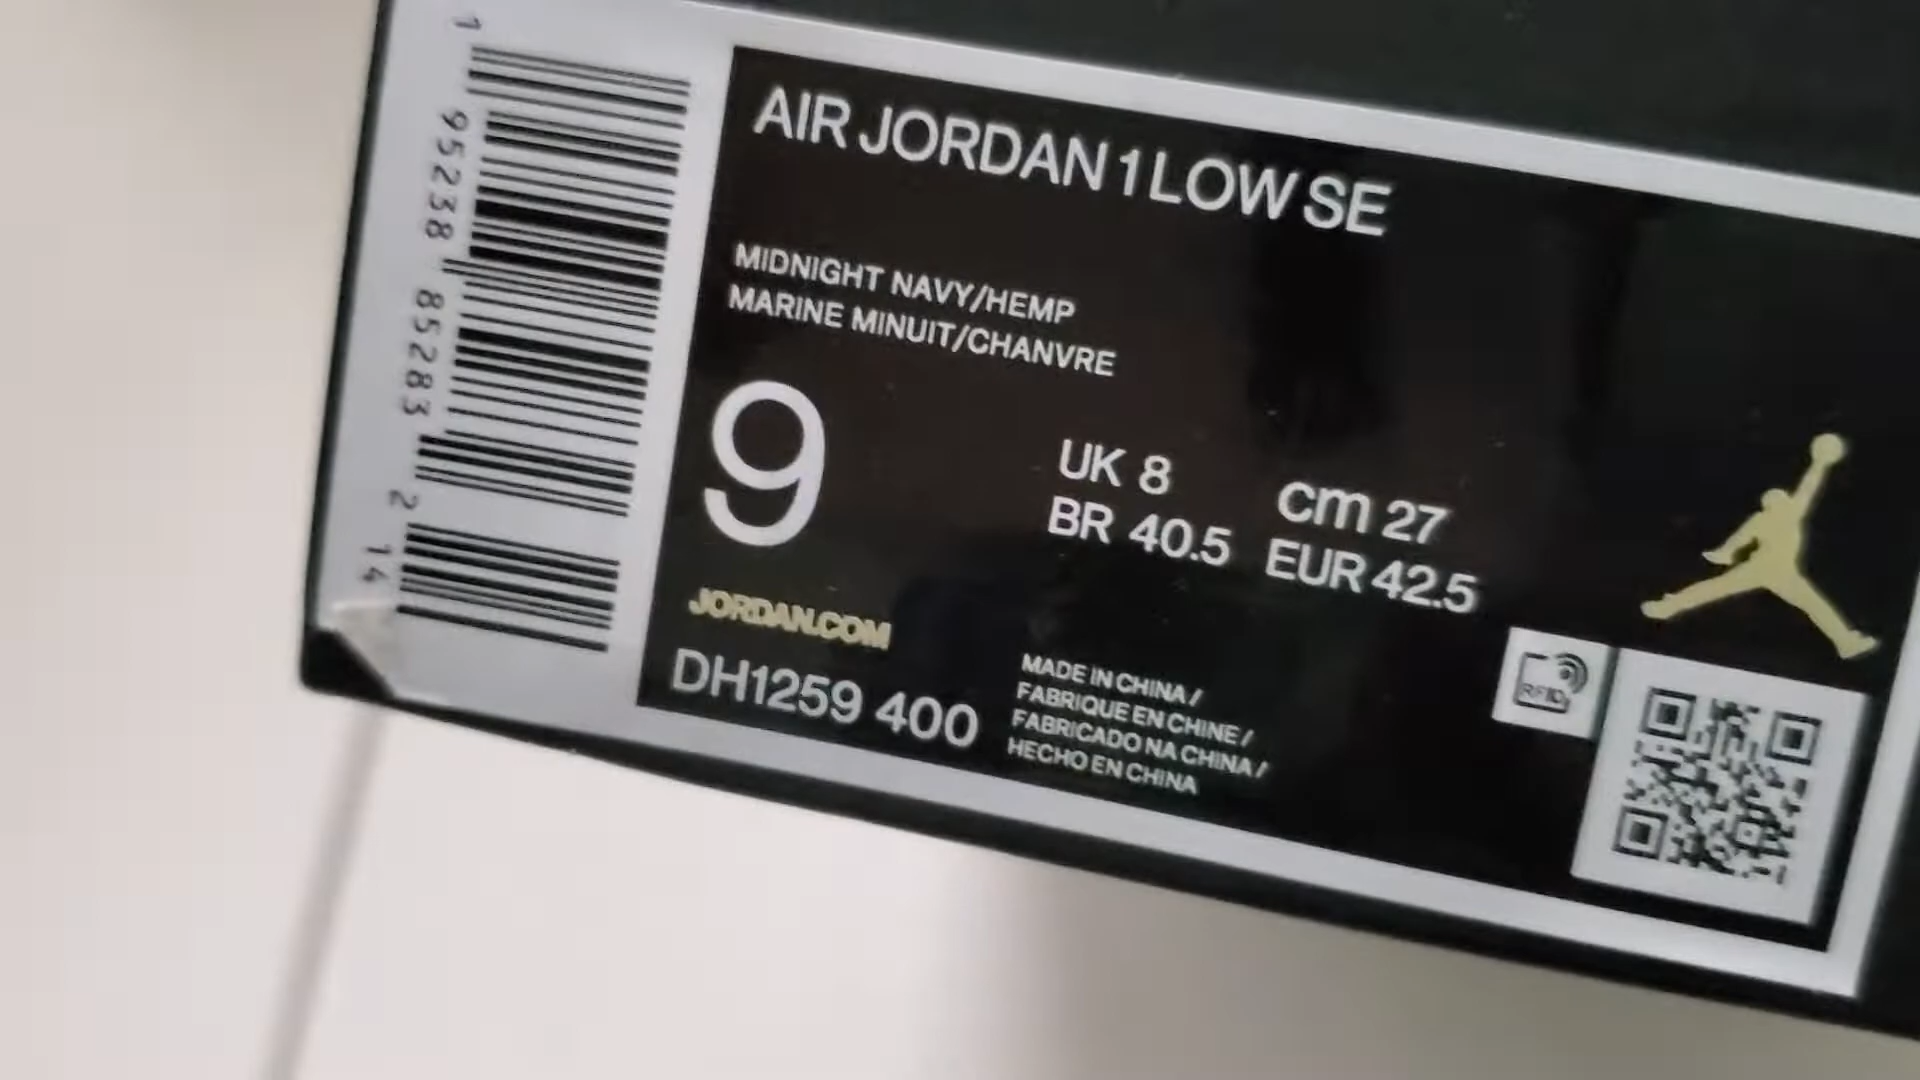 AIR JORDAN 1 LOW SE
MIDNIGHT NAVY/HEMP
MARINE MINUIT/CHANVRE
9
UK 8
cm 27
BR 40.5
EUR 42.5
JORDAN.COM
DH1259 400
MADE IN CHINA /
FABRIQUE EN CHINE /
FABRICADO NA CHINA /
HECHO EN CHINA
RFID
1 95238 85283 2 14